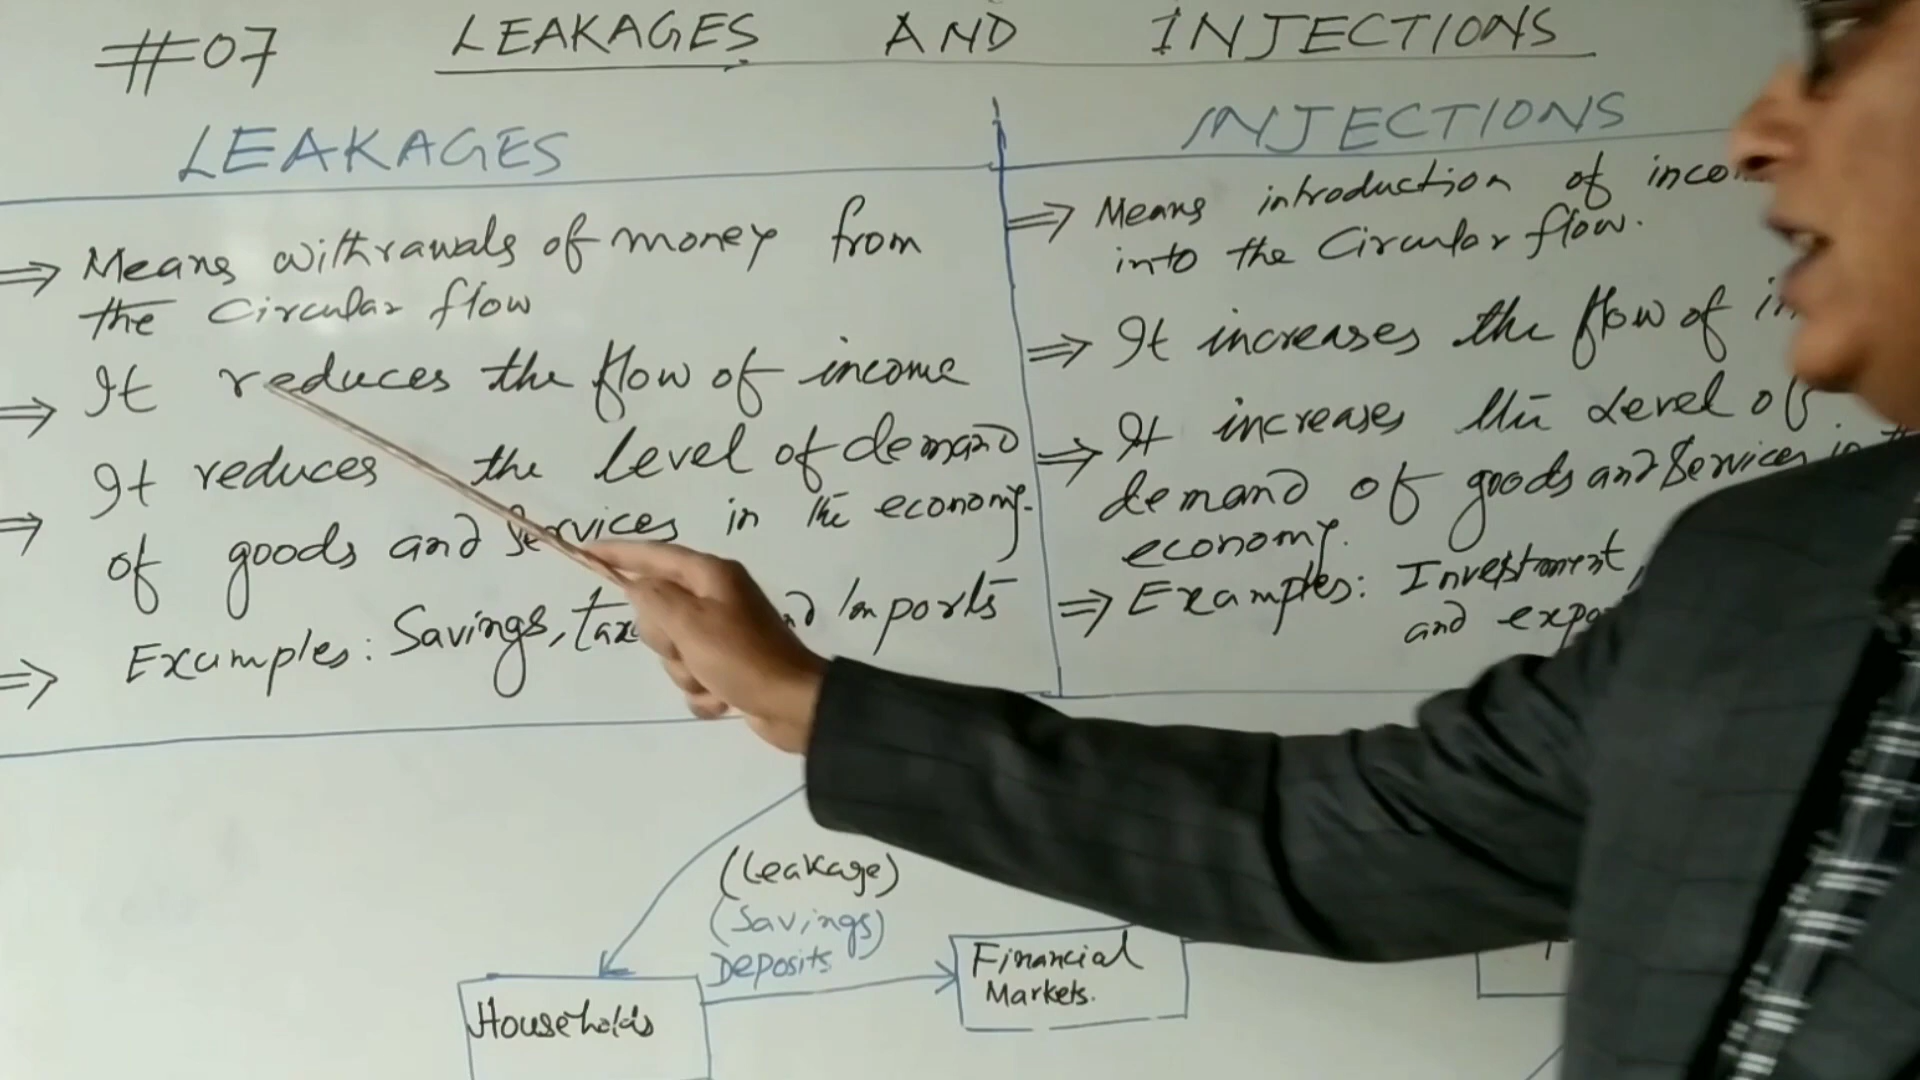 #07 LEAKAGES AND INJECTIONS
LEAKAGES
⇒ Means withrawals of money from
the Circular flow
⇒ It reduces the flow of income
⇒ It reduces the level of demand
of goods and Services in the economy.
⇒ Examples: Savings, and Imports
INJECTIONS
⇒ Means introduction of
into the Circular flow.
⇒ It increases the flow of
⇒ It increases the Level of
demand of goods and Services in
economy.
⇒ Examples: Investment,
and
(Leakage)
(Savings)
Deposits
Financial
Markets.
Households